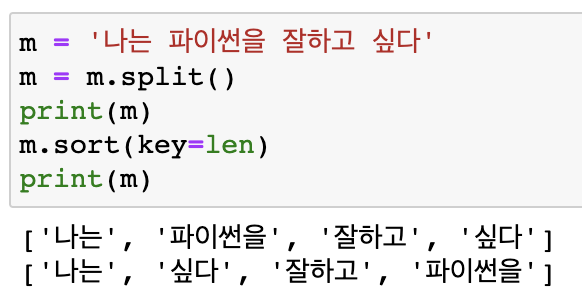 m = '나는 파이썬을 잘하고 싶다'
m = m.split()
print(m)
m.sort(key=len)
print(m)
['나는', '파이썬을', '잘하고', '싶다']
['나는', '싶다', '잘하고', '파이썬을']